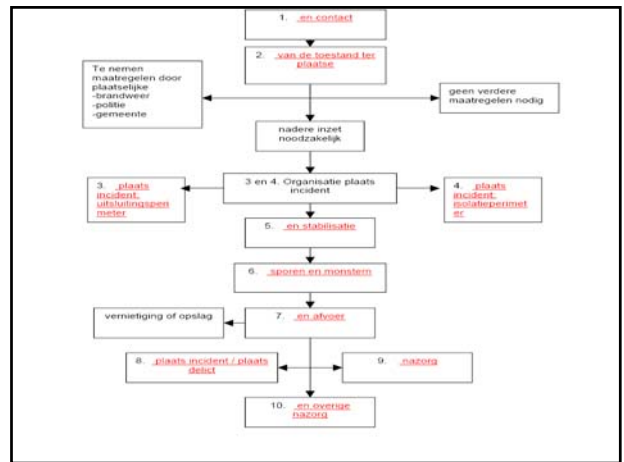 1. en contact
2. van de toestand ter
plaatse
Te nemen
maatregelen door
plaatselijke
-brandweer
-politie
-gemeente
geen verdere
maatregelen nodig
nadere inzet
noodzakelijk
3 en 4. Organisatie plaats
incident
3. plaats
incident:
uitsluitingsperi
meter
4. plaats
incident:
isolatieperimet
er
5. en stabilisatie
6. sporen en monstern
7. en afvoer
vernietiging of opslag
8. plaats incident / plaats
delict
9. nazorg
10. en overige
nazorg